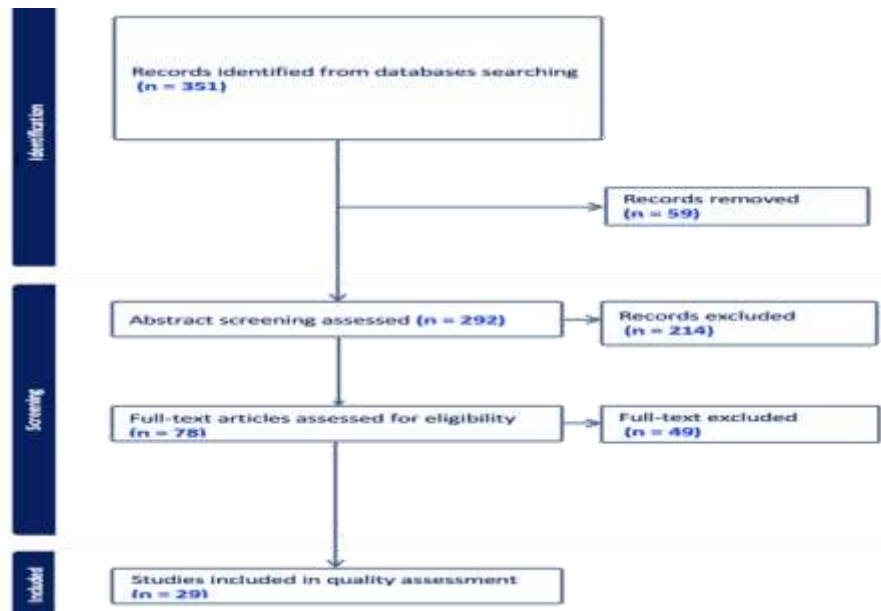 Identification
Records identified from databases searching
(n = 351)
Records removed
(n = 59)
Screening
Abstract screening assessed (n = 292)
Records excluded
(n = 214)
Full-text articles assessed for eligibility
(n = 78)
Full-text excluded
(n = 49)
Included
Studies included in quality assessment
(n = 29)